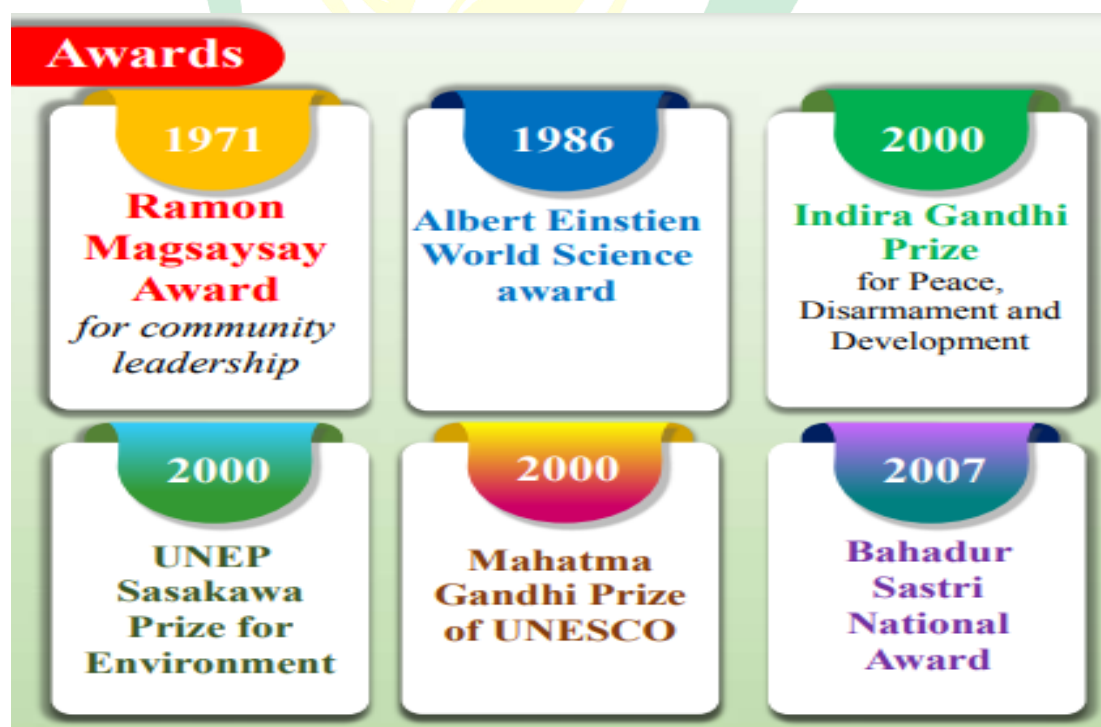 Awards
1971
Ramon
Magsaysay
Award
for community
leadership
1986
Albert Einstien
World Science
award
2000
Indira Gandhi
Prize
for Peace,
Disarmament and
Development
2000
UNEP
Sasakawa
Prize for
Environment
2000
Mahatma
Gandhi Prize
of UNESCO
2007
Bahadur
Sastri
National
Award